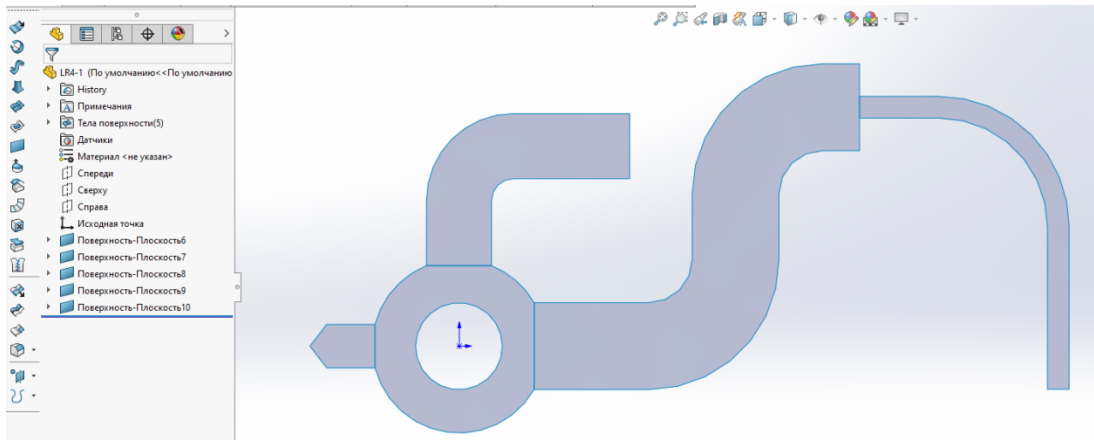 LR4-1 (По умолчанию<<По умолчанию
History
Примечания
Тела поверхности(5)
Датчики
Материал <не указан>
Спереди
Сверху
Справа
Исходная точка
Поверхность-Плоскость6
Поверхность-Плоскость7
Поверхность-Плоскость8
Поверхность-Плоскость9
Поверхность-Плоскость10